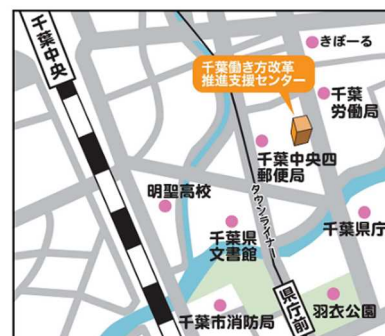 千葉中央
きぼーる
千葉働き方改革
推進支援センター
千葉
労働局
千葉中央四
郵便局
明聖高校
タウンライナー
千葉県
文書館
千葉県庁
県庁前
千葉市消防局
羽衣公園